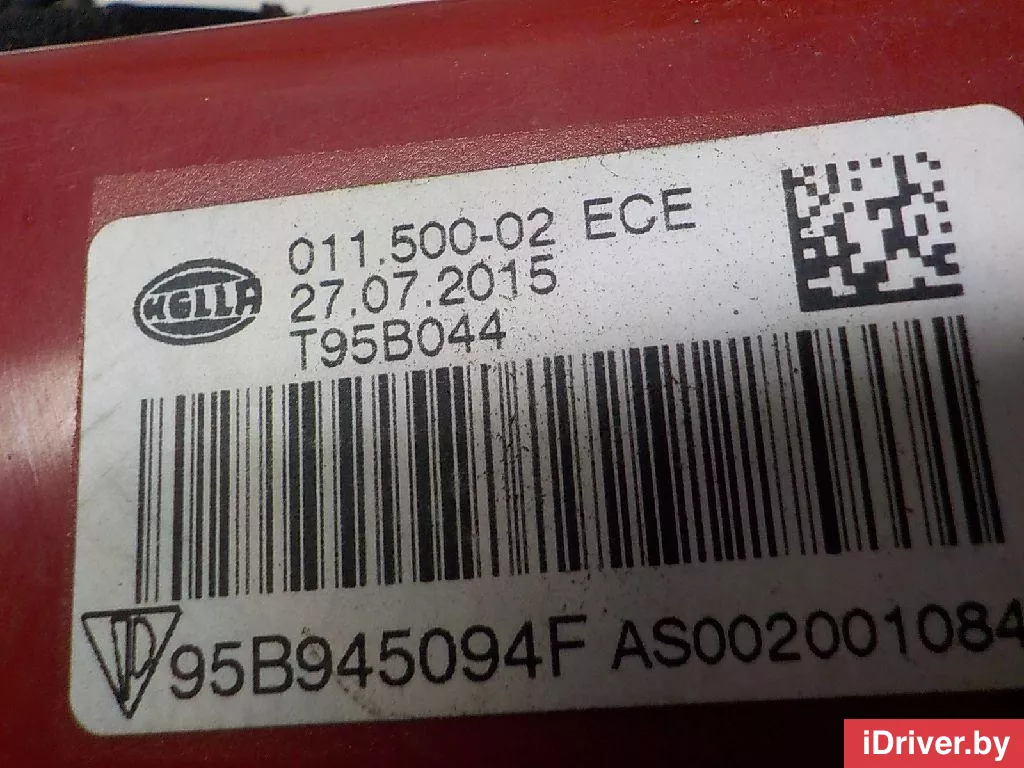 HELLA
011.500-02 ECE
27.07.2015
T95B044
95B945094F AS002001084
iDriver.by